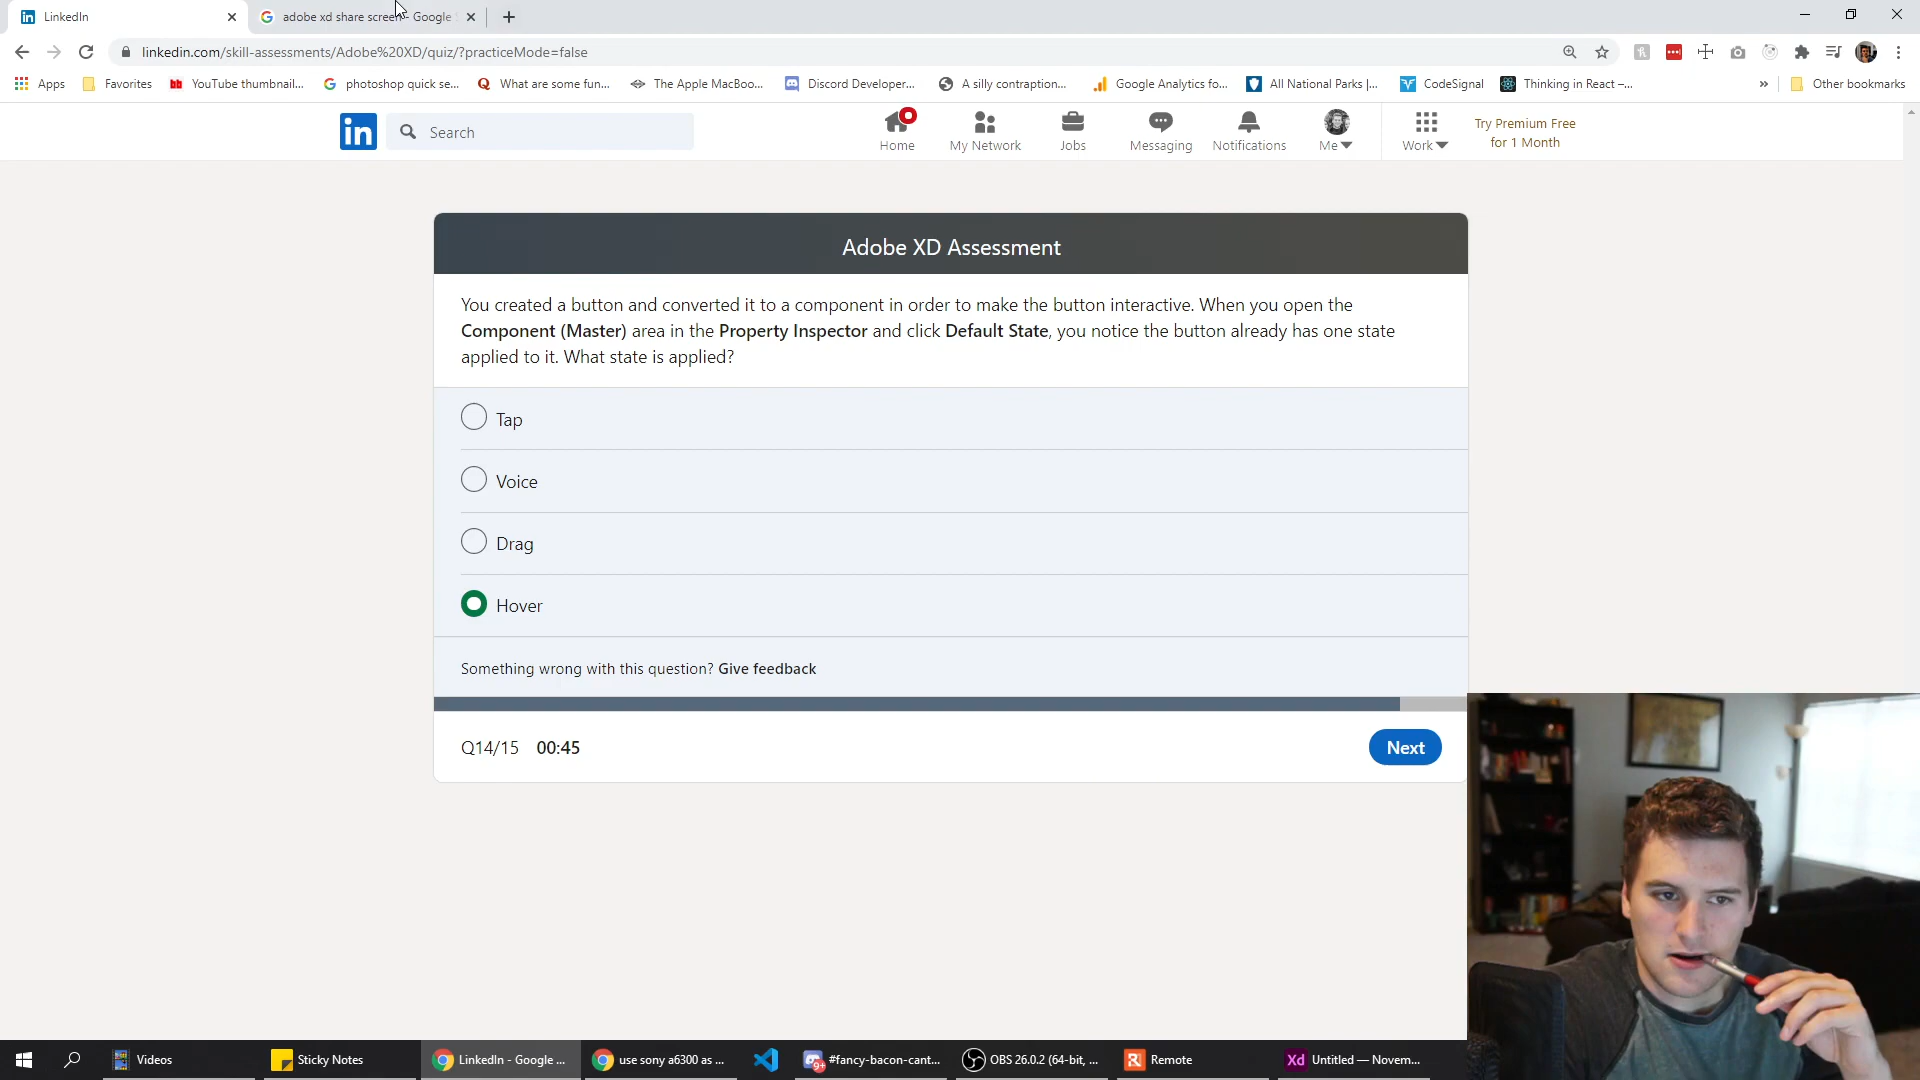 LinkedIn
adobe xd share screen - Google
linkedin.com/skill-assessments/Adobe%20XD/quiz/?practiceMode=false
Apps
Favorites
YouTube thumbnail...
photoshop quick se...
What are some fun...
The Apple MacBoo...
Discord Developer...
A silly contraption...
Google Analytics fo...
All National Parks |...
CodeSignal
Thinking in React –...
»
Other bookmarks
in
Search
Home
My Network
Jobs
Messaging
Notifications
Me
Work
Try Premium Free
for 1 Month
Adobe XD Assessment
You created a button and converted it to a component in order to make the button interactive. When you open the
Component (Master) area in the Property Inspector and click Default State, you notice the button already has one state
applied to it. What state is applied?
Tap
Voice
Drag
Hover
Something wrong with this question? Give feedback
Q14/15 00:45
Next
Videos
Sticky Notes
LinkedIn - Google ...
use sony a6300 as ...
9+
#fancy-bacon-cant...
OBS 26.0.2 (64-bit, ...
Remote
Xd
Untitled — Novem...